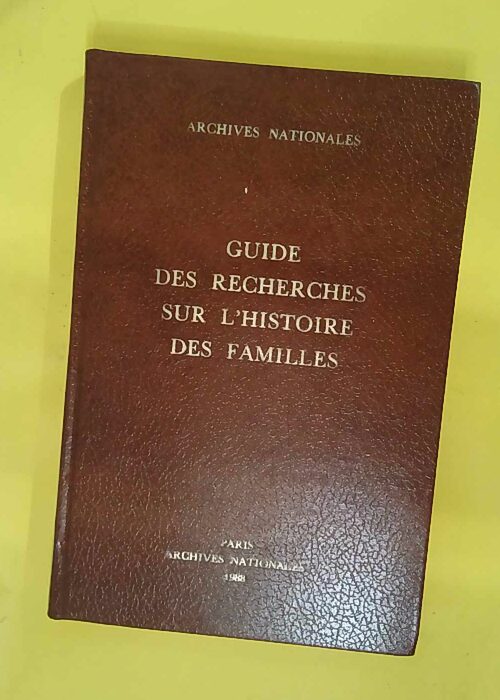 ARCHIVES NATIONALES
GUIDE
DES RECHERCHES
SUR L'HISTOIRE
DES FAMILLES
PARIS
ARCHIVES NATIONALES
1988